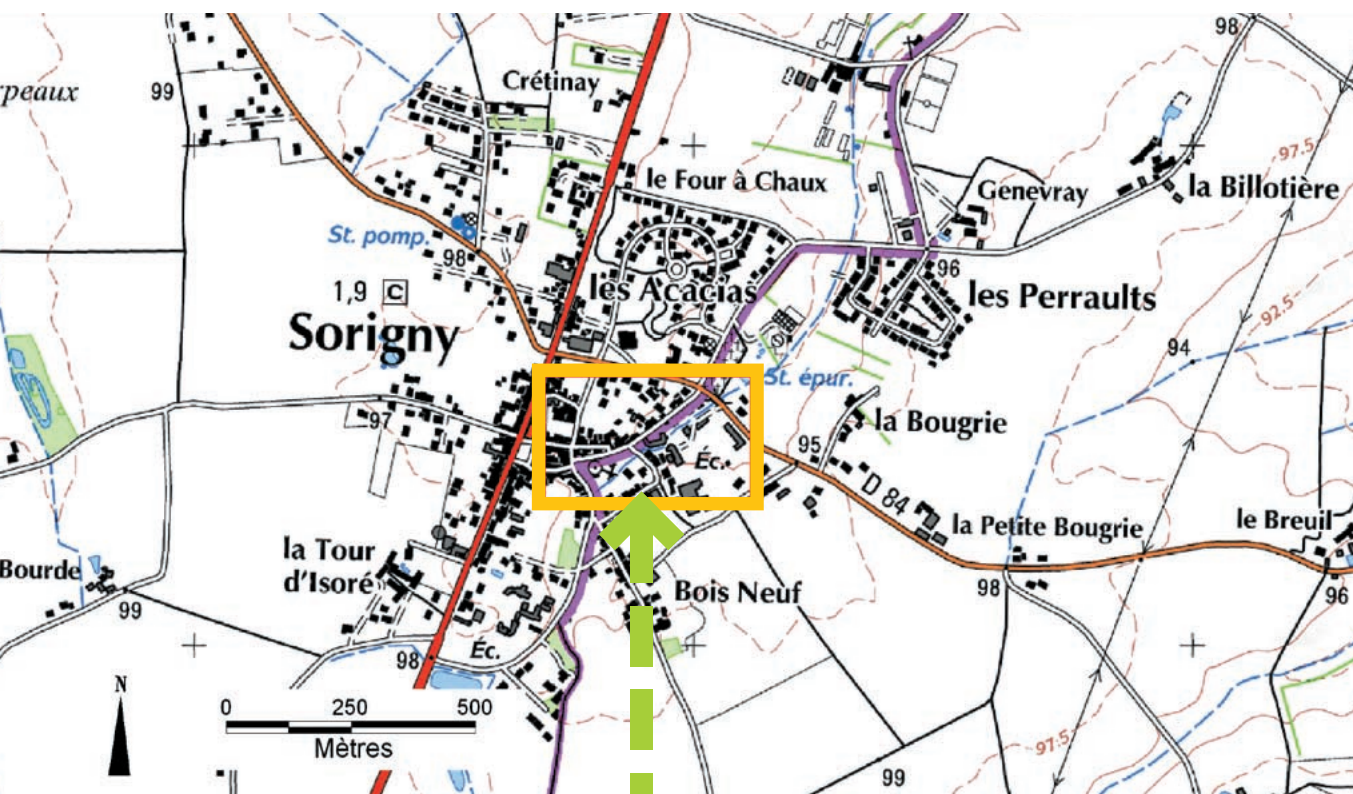 98
Crétinay
rpeaux
99
97.5
le Four à Chaux
Genevray
la Billotière
St. pomp.
98
96
1,9 C
les Acacias
les Perraults
92.5
Sorigny
94
St. épur.
97
la Bougrie
95
Éc.
D 84
la Petite Bougrie
le Breuil
la Tour
d'Isoré
Bourde
Bois Neuf
98
99
96
Éc.
98
N
0 250 500
Mètres
97.5
99